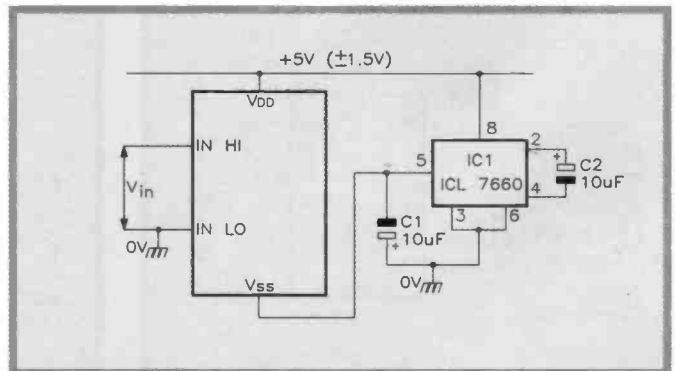 +5V (±1.5V)
VDD
IN HI
Vin
IN LO
0V
VSS
8
5
IC1
ICL 7660
2
4
3
6
C2
10uF
C1
10uF
+
+
0V